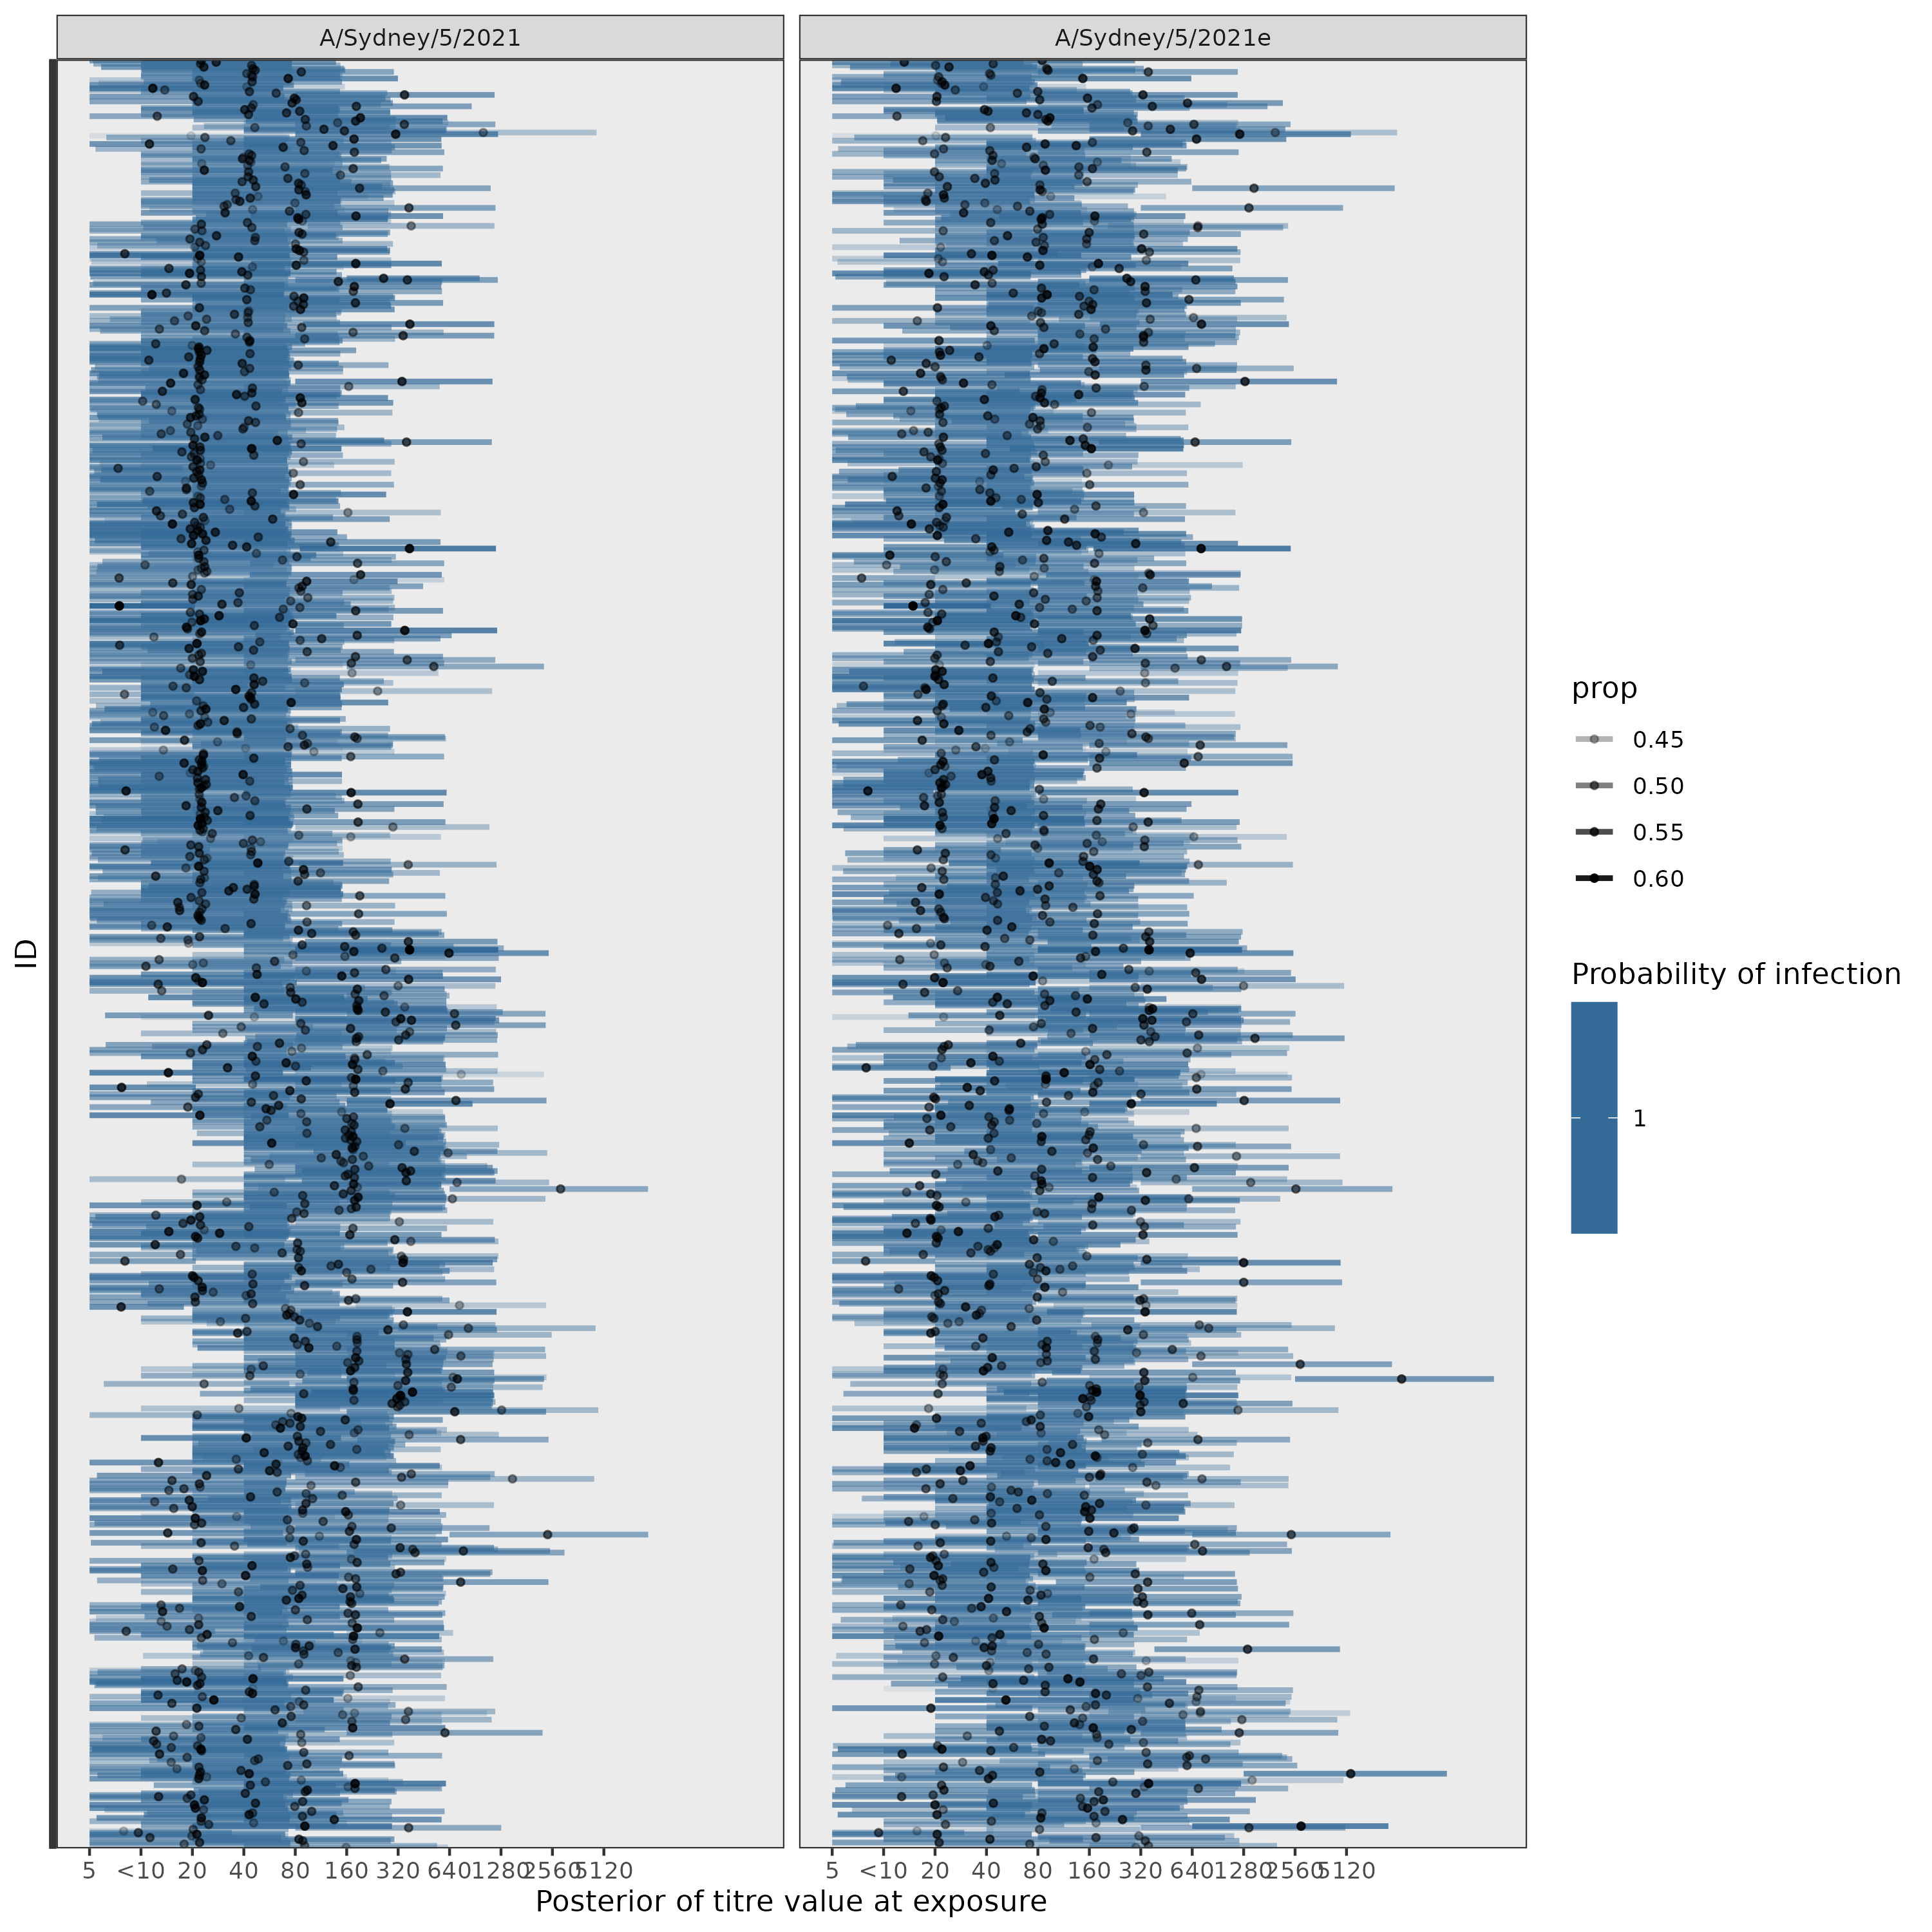 A/Sydney/5/2021
A/Sydney/5/2021e
ID
5 <10 20 40 80 160 320 640 1280 2560 5120
5 <10 20 40 80 160 320 640 1280 2560 5120
Posterior of titre value at exposure
prop
0.45
0.50
0.55
0.60
Probability of infection
1